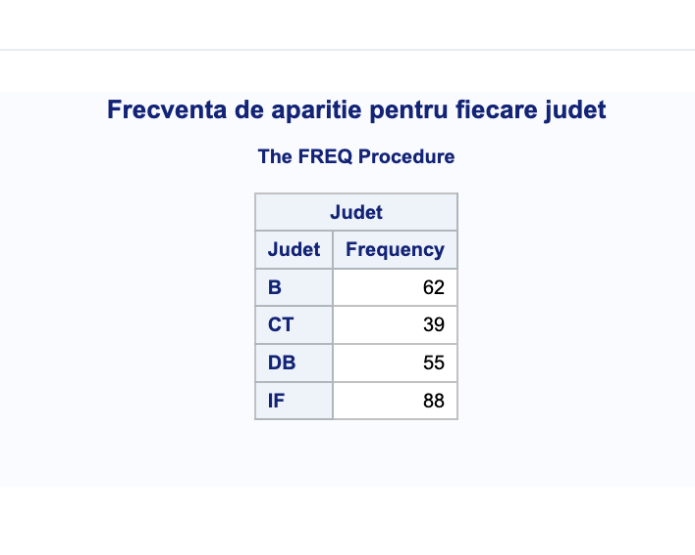 Frecventa de aparitie pentru fiecare judet
The FREQ Procedure
Judet
Judet Frequency
B 62
CT 39
DB 55
IF 88